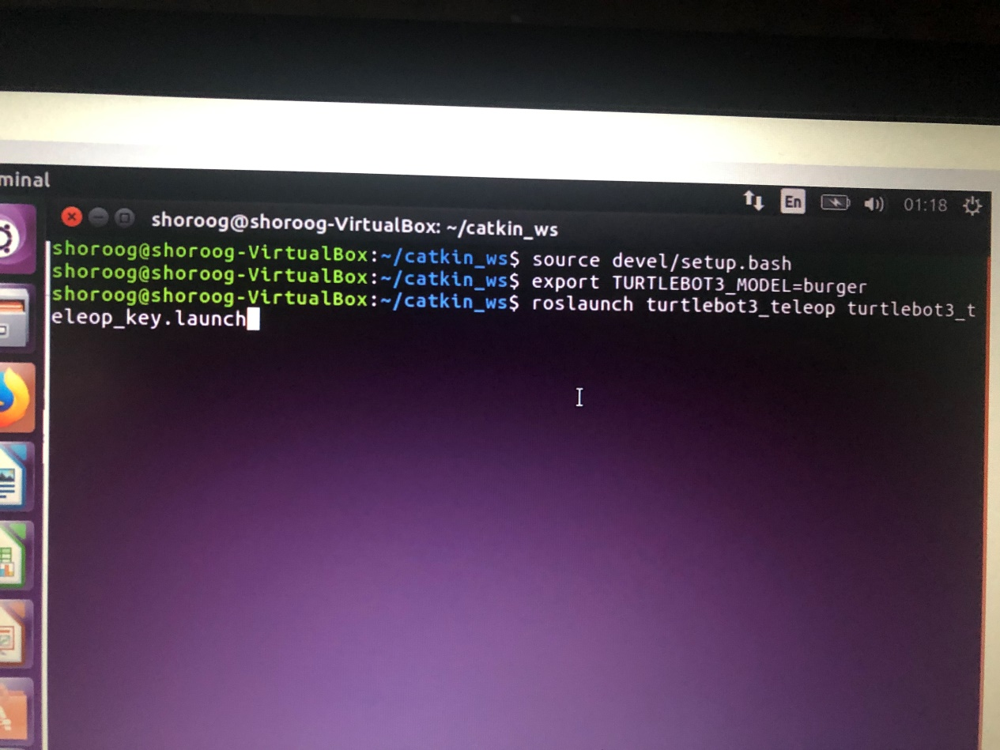 minal
En
01:18
shoroog@shoroog-VirtualBox: ~/catkin_ws
shoroog@shoroog-VirtualBox:~/catkin_ws$ source devel/setup.bash
shoroog@shoroog-VirtualBox:~/catkin_ws$ export TURTLEBOT3_MODEL=burger
shoroog@shoroog-VirtualBox:~/catkin_ws$ roslaunch turtlebot3_teleop turtlebot3_t
eleop_key.launch